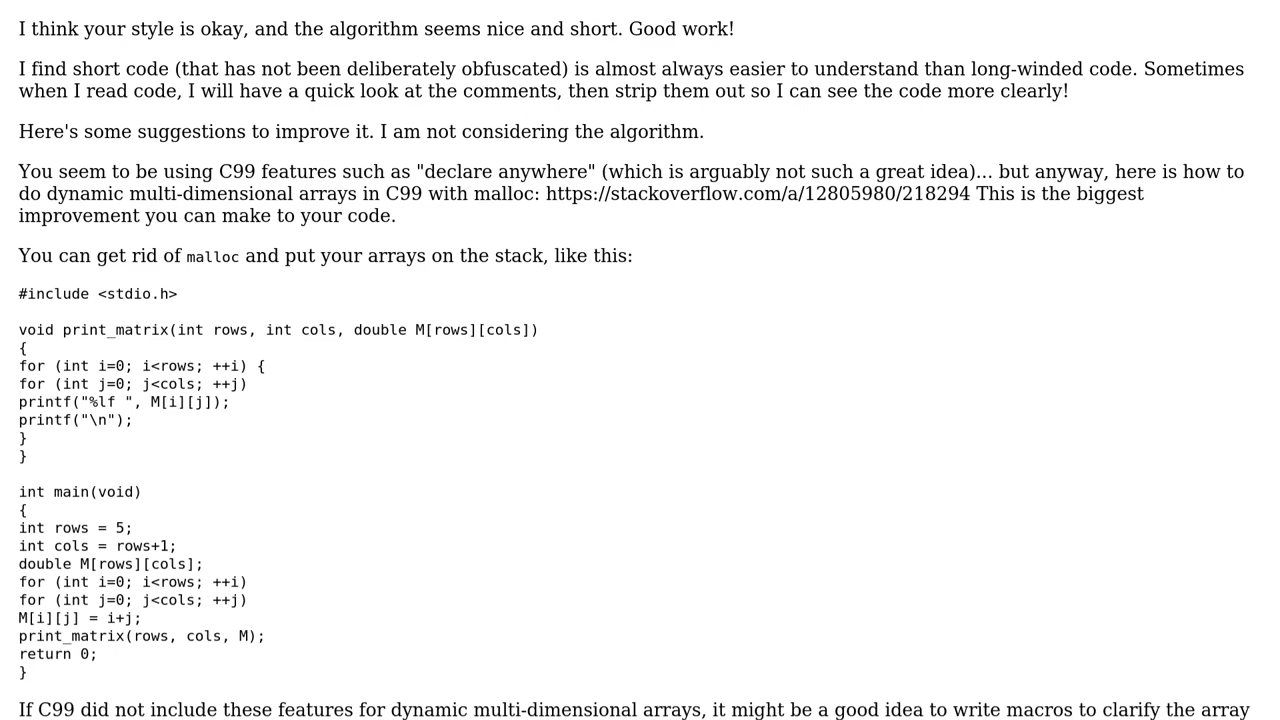 I think your style is okay, and the algorithm seems nice and short. Good work!
I find short code (that has not been deliberately obfuscated) is almost always easier to understand than long-winded code. Sometimes
when I read code, I will have a quick look at the comments, then strip them out so I can see the code more clearly!
Here's some suggestions to improve it. I am not considering the algorithm.
You seem to be using C99 features such as "declare anywhere" (which is arguably not such a great idea)... but anyway, here is how to
do dynamic multi-dimensional arrays in C99 with malloc: https://stackoverflow.com/a/12805980/218294 This is the biggest
improvement you can make to your code.
You can get rid of malloc and put your arrays on the stack, like this:
#include <stdio.h>
void print_matrix(int rows, int cols, double M[rows][cols])
{
for (int i=0; i<rows; ++i) {
for (int j=0; j<cols; ++j)
printf("%lf ", M[i][j]);
printf("\n");
}
}
int main(void)
{
int rows = 5;
int cols = rows+1;
double M[rows][cols];
for (int i=0; i<rows; ++i)
for (int j=0; j<cols; ++j)
M[i][j] = i+j;
print_matrix(rows, cols, M);
return 0;
}
If C99 did not include these features for dynamic multi-dimensional arrays, it might be a good idea to write macros to clarify the array